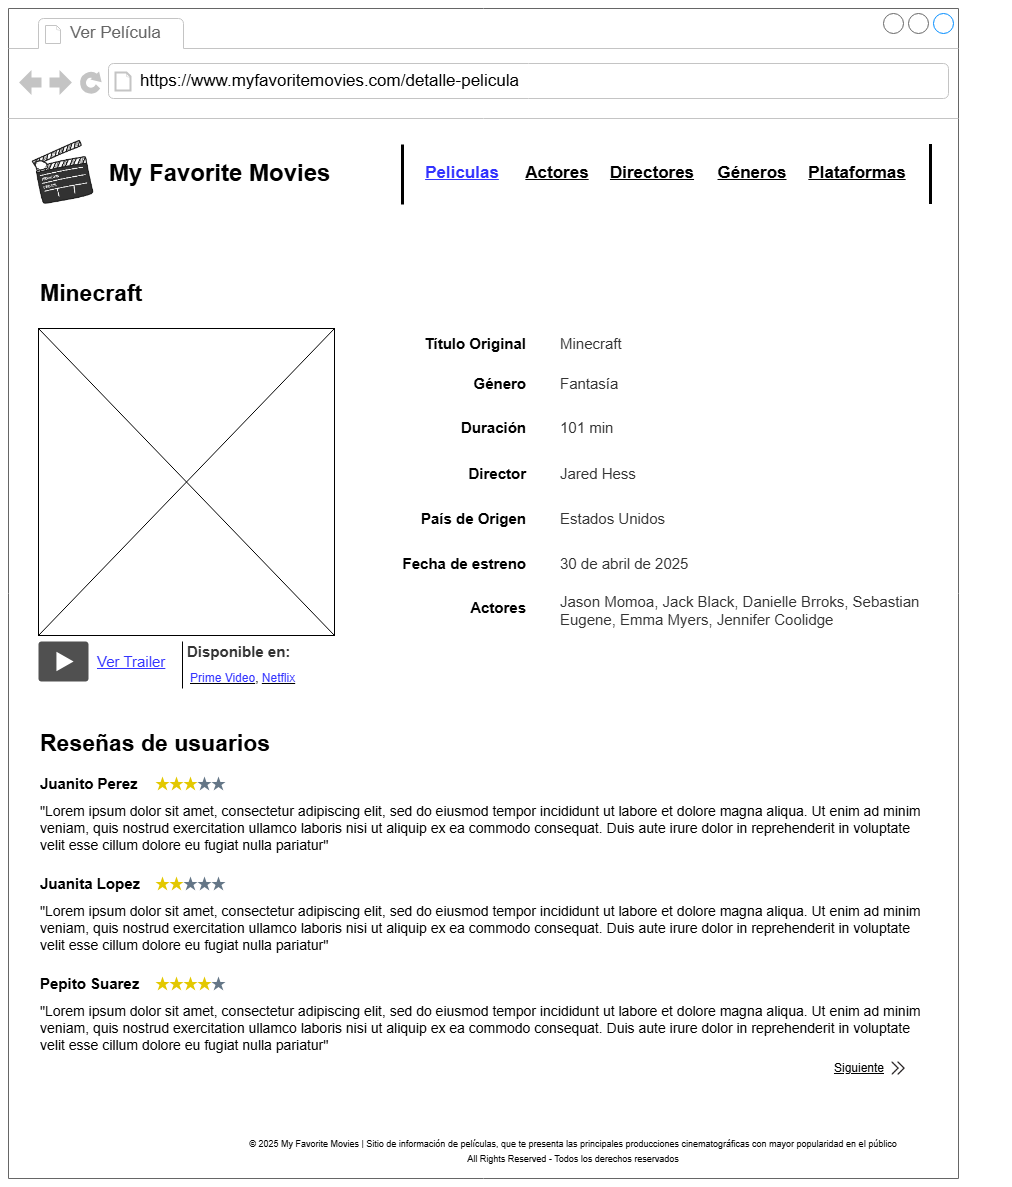 Ver Película
https://www.myfavoritemovies.com/detalle-pelicula
My Favorite Movies
Peliculas Actores Directores Géneros Plataformas
Minecraft
Título Original Minecraft
Género Fantasía
Duración 101 min
Director Jared Hess
País de Origen Estados Unidos
Fecha de estreno 30 de abril de 2025
Actores Jason Momoa, Jack Black, Danielle Brroks, Sebastian
Eugene, Emma Myers, Jennifer Coolidge
Ver Trailer
Disponible en:
Prime Video, Netflix
Reseñas de usuarios
Juanito Perez
"Lorem ipsum dolor sit amet, consectetur adipiscing elit, sed do eiusmod tempor incididunt ut labore et dolore magna aliqua. Ut enim ad minim
veniam, quis nostrud exercitation ullamco laboris nisi ut aliquip ex ea commodo consequat. Duis aute irure dolor in reprehenderit in voluptate
velit esse cillum dolore eu fugiat nulla pariatur"
Juanita Lopez
"Lorem ipsum dolor sit amet, consectetur adipiscing elit, sed do eiusmod tempor incididunt ut labore et dolore magna aliqua. Ut enim ad minim
veniam, quis nostrud exercitation ullamco laboris nisi ut aliquip ex ea commodo consequat. Duis aute irure dolor in reprehenderit in voluptate
velit esse cillum dolore eu fugiat nulla pariatur"
Pepito Suarez
"Lorem ipsum dolor sit amet, consectetur adipiscing elit, sed do eiusmod tempor incididunt ut labore et dolore magna aliqua. Ut enim ad minim
veniam, quis nostrud exercitation ullamco laboris nisi ut aliquip ex ea commodo consequat. Duis aute irure dolor in reprehenderit in voluptate
velit esse cillum dolore eu fugiat nulla pariatur"
Siguiente
© 2025 My Favorite Movies | Sitio de información de películas, que te presenta las principales producciones cinematográficas con mayor popularidad en el público
All Rights Reserved - Todos los derechos reservados